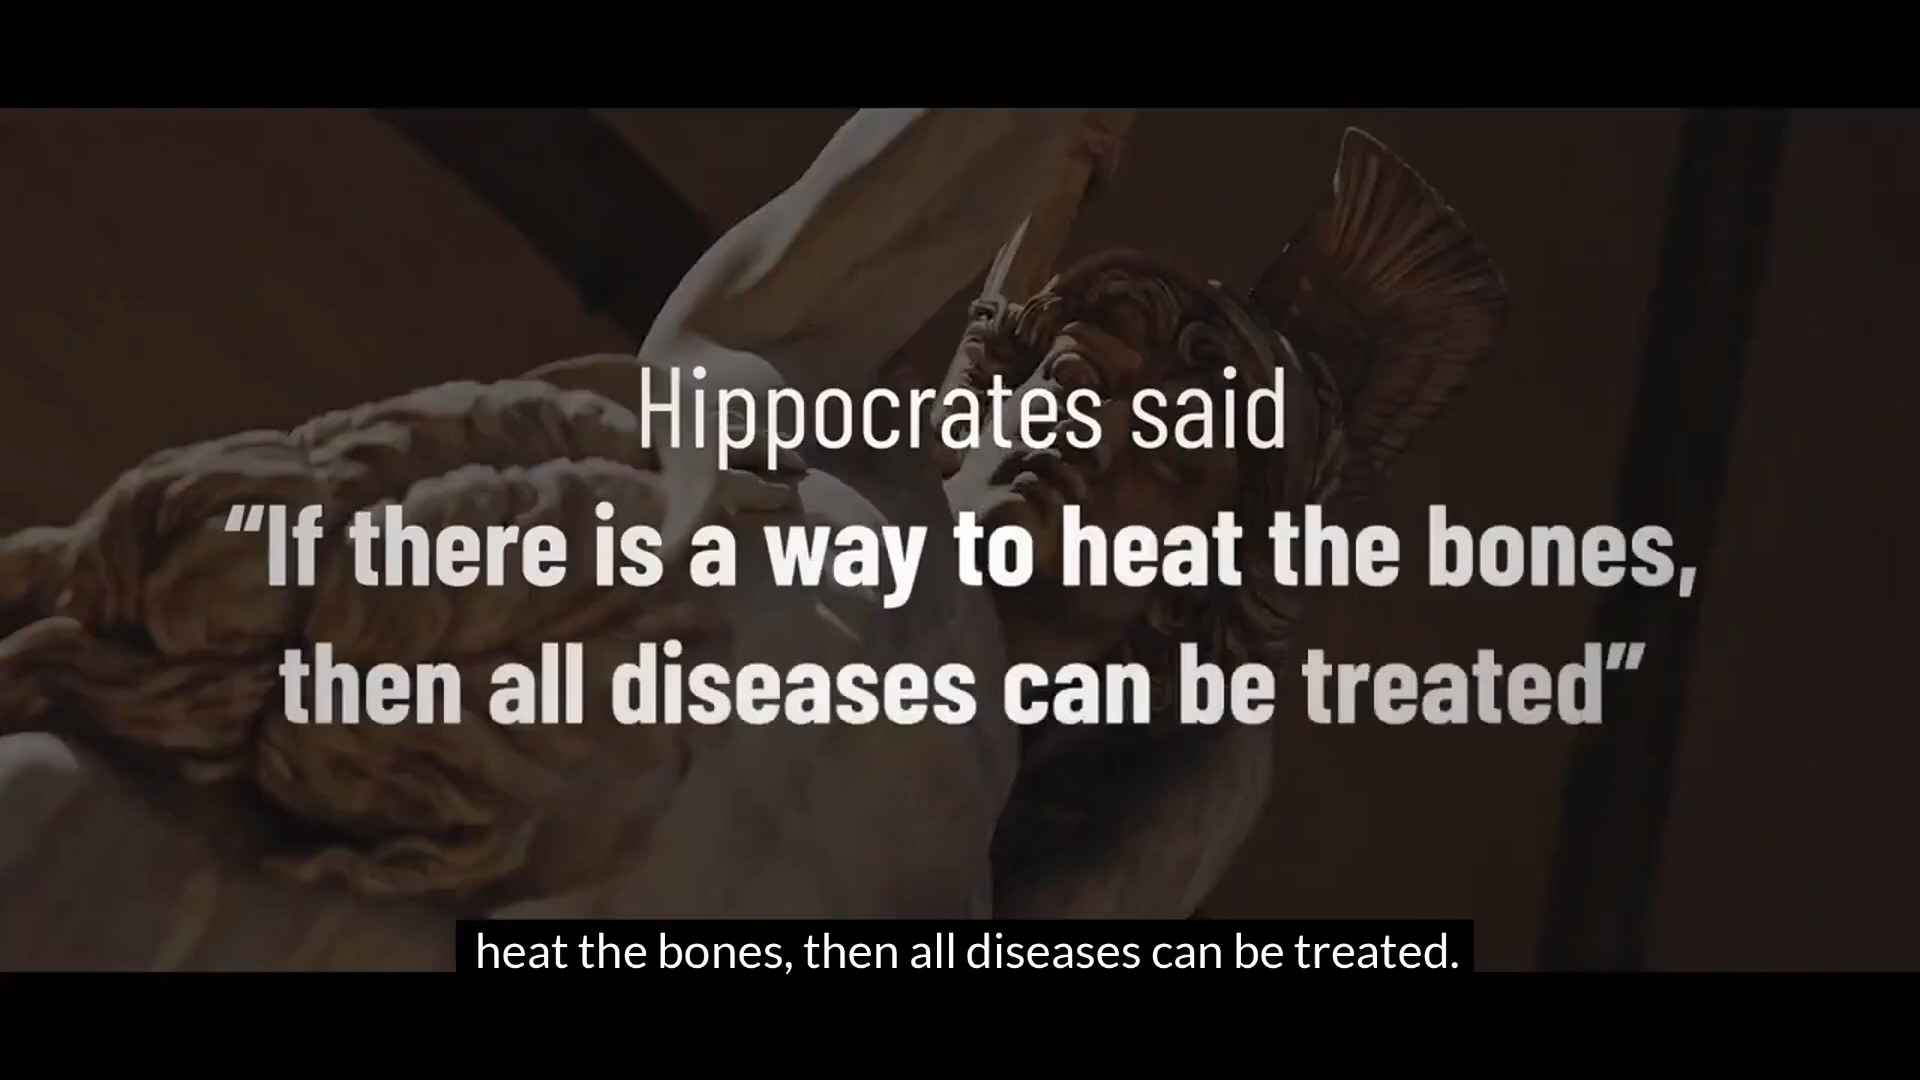 Hippocrates said
“If there is a way to heat the bones,
then all diseases can be treated”
heat the bones, then all diseases can be treated.